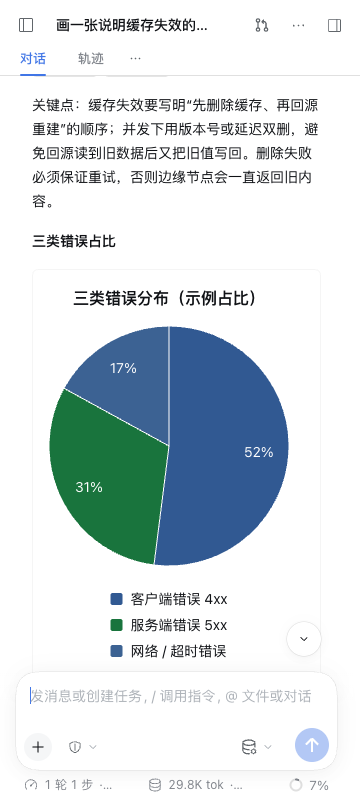 画一张说明缓存失效的...
对话
轨迹
...
关键点：缓存失效要写明“先删除缓存、再回源
重建”的顺序；并发下用版本号或延迟双删，避
免回源读到旧数据后又把旧值写回。删除失败
必须保证重试，否则边缘节点会一直返回旧内
容。
三类错误占比
三类错误分布（示例占比）
17%
52%
31%
客户端错误 4xx
服务端错误 5xx
网络 / 超时错误
发消息或创建任务, / 调用指令, @ 文件或对话
1 轮 1 步 ·...
29.8K tok ·...
7%